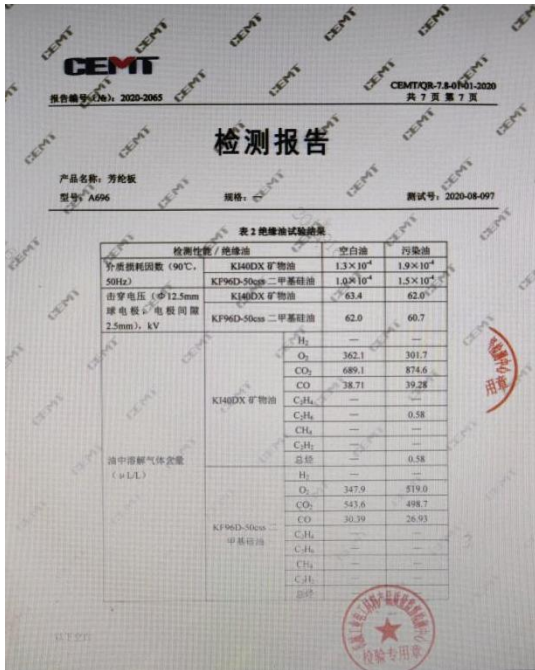 CEMT
报告编号(№): 2020-2065
CEMT/QR-7.8-01-01-2020
共 7 页 第 7 页
检测报告
产品名称: 芳纶板
型号: A696 规格: 测试号: 2020-08-097
表 2 绝缘油试验结果
检测性能 / 绝缘油 空白油 污染油
介质损耗因数(90℃, 50Hz) KI40DX 矿物油 1.3×10⁻⁴ 1.9×10⁻⁴
KF96D-50css 二甲基硅油 1.0×10⁻⁴ 1.5×10⁻⁴
击穿电压(Φ12.5mm 球电极, 电极间隙 2.5mm), kV KI40DX 矿物油 63.4 62.0
KF96D-50css 二甲基硅油 62.0 60.7
油中溶解气体含量(μL/L) KI40DX 矿物油 H₂ — —
O₂ 362.1 301.7
CO₂ 689.1 874.6
CO 38.71 39.28
C₂H₄ — —
C₂H₆ — 0.58
CH₄ — —
C₂H₂ — —
总烃 — 0.58
KF96D-50css 二甲基硅油 H₂ — —
O₂ 347.9 519.0
CO₂ 543.6 498.7
CO 30.39 26.93
C₂H₄ — —
C₂H₆ — —
CH₄ — —
C₂H₂ — —
总烃 — —
以下空白
检验专用章
用章